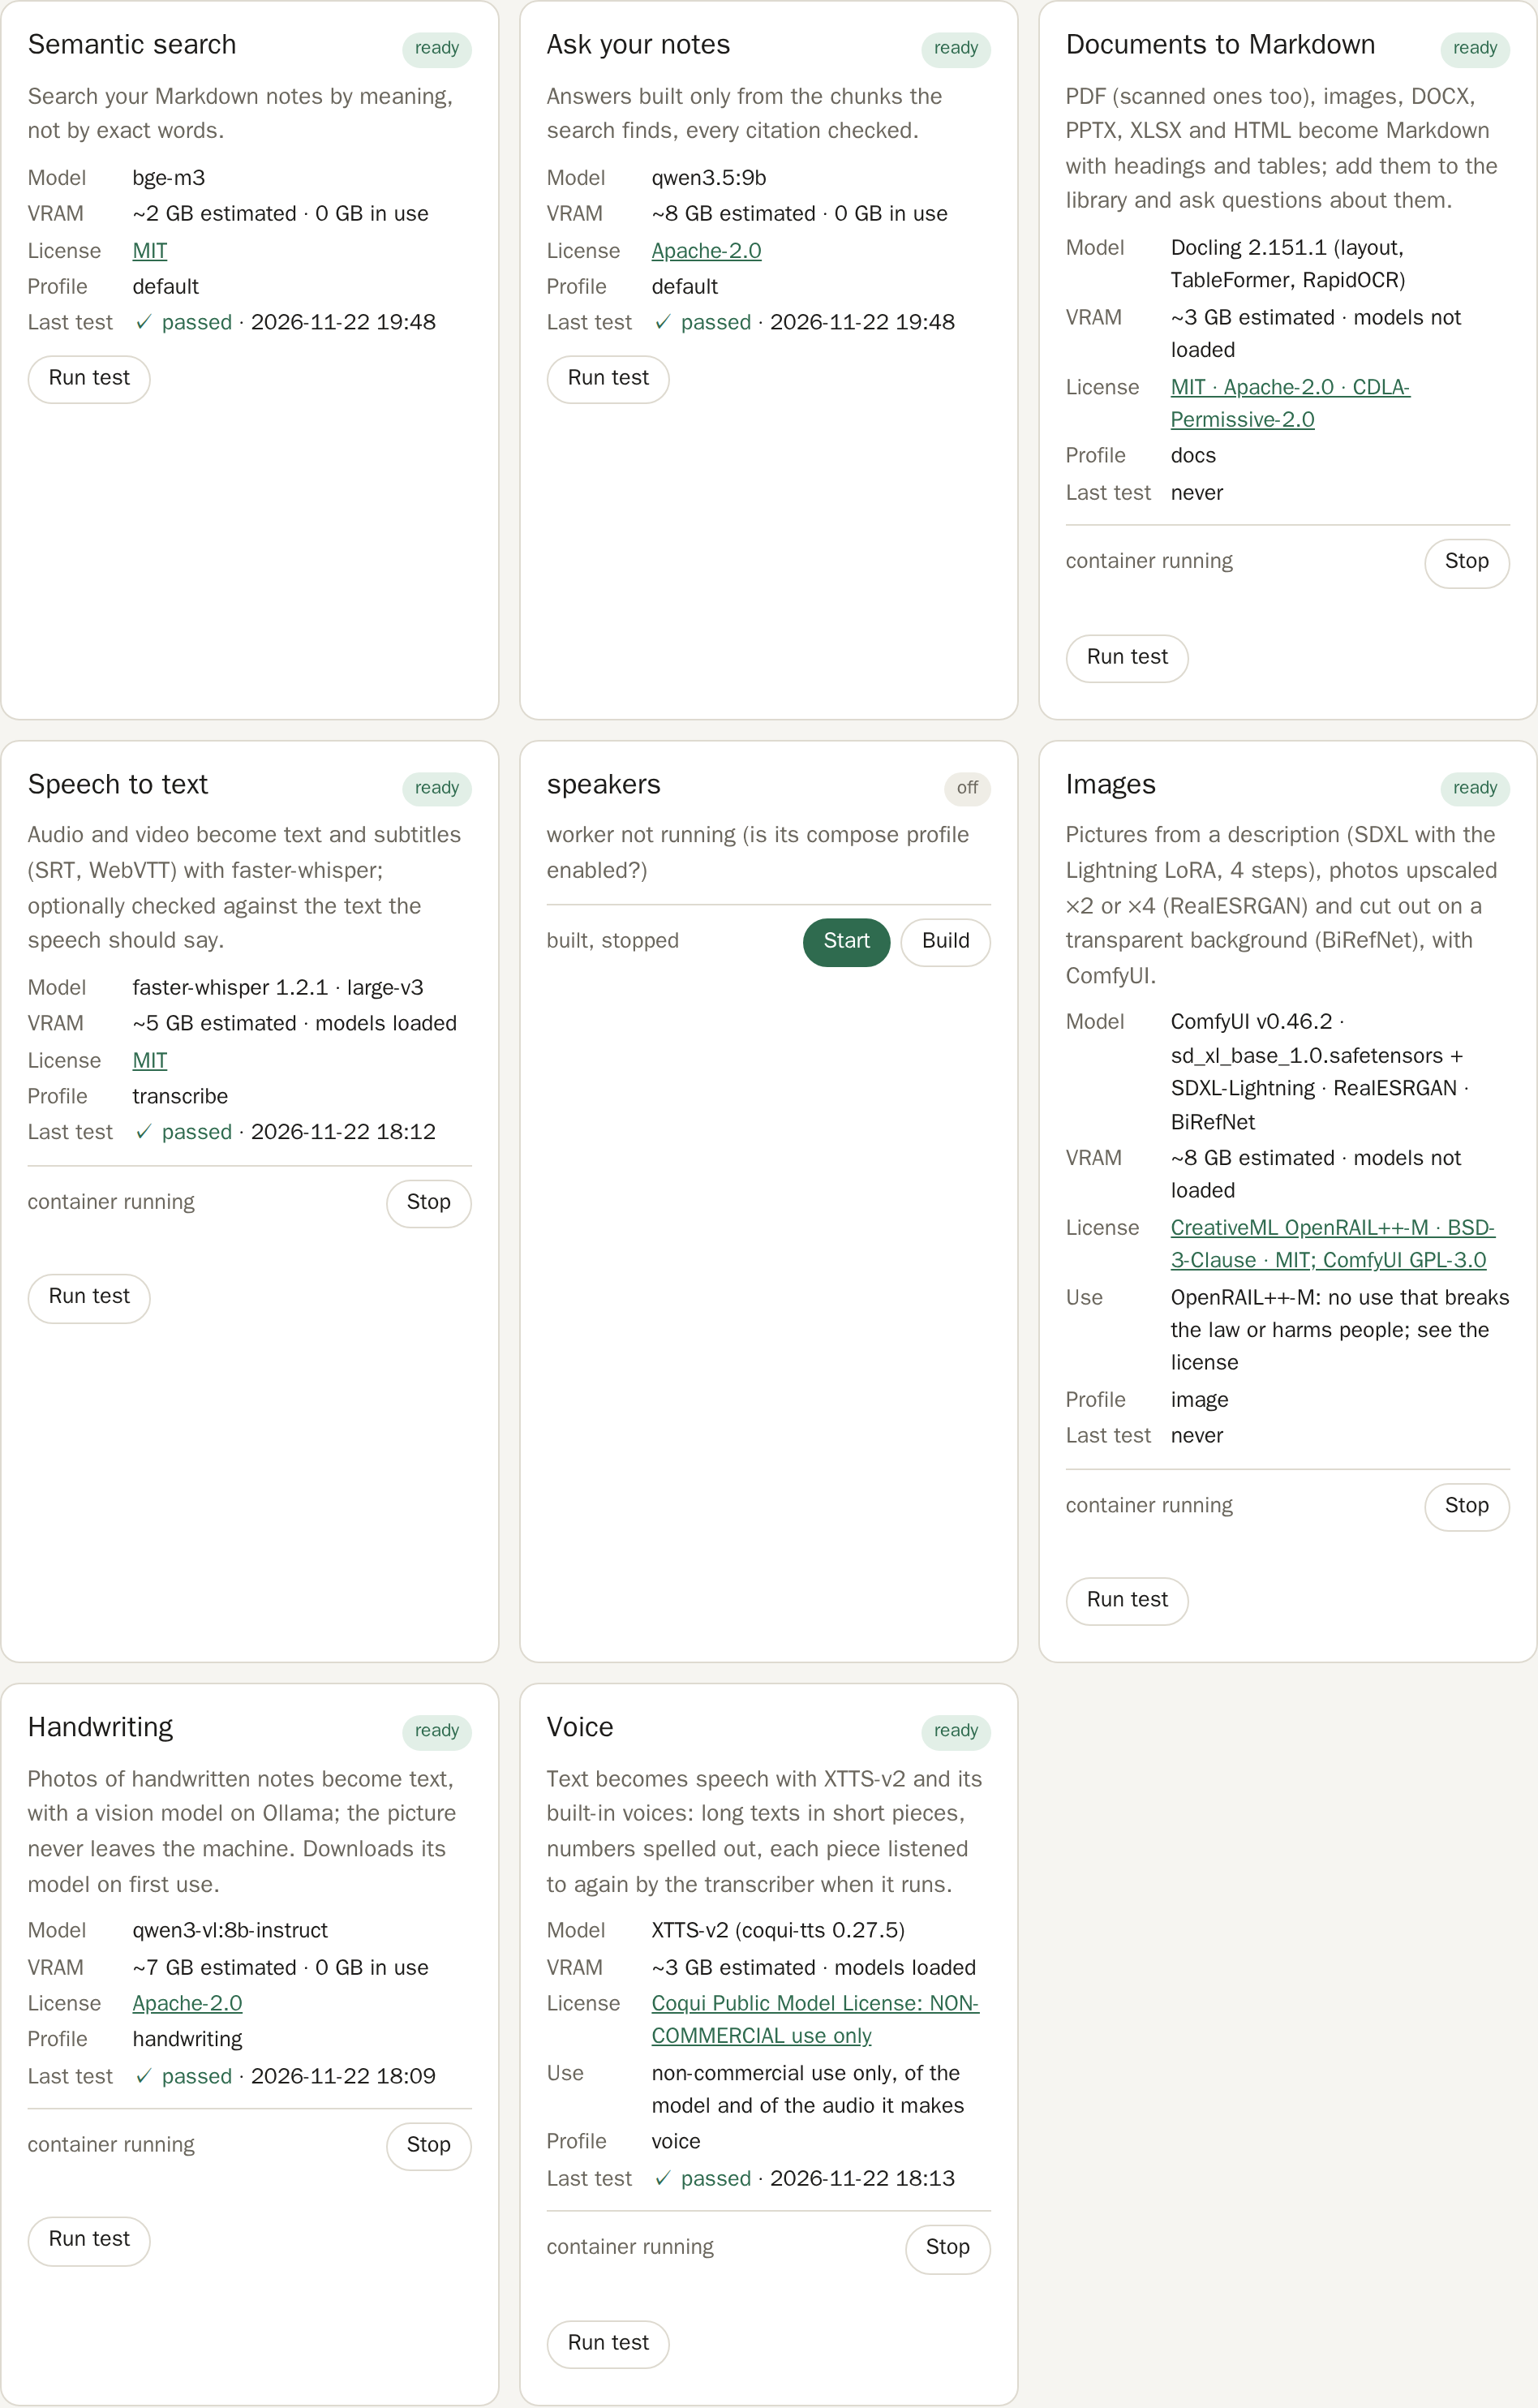 Semantic search
ready
Search your Markdown notes by meaning,
not by exact words.
Model bge-m3
VRAM ~2 GB estimated · 0 GB in use
License MIT
Profile default
Last test ✓ passed · 2026-11-22 19:48
Run test
Ask your notes
ready
Answers built only from the chunks the
search finds, every citation checked.
Model qwen3.5:9b
VRAM ~8 GB estimated · 0 GB in use
License Apache-2.0
Profile default
Last test ✓ passed · 2026-11-22 19:48
Run test
Documents to Markdown
ready
PDF (scanned ones too), images, DOCX,
PPTX, XLSX and HTML become Markdown
with headings and tables; add them to the
library and ask questions about them.
Model Docling 2.151.1 (layout,
TableFormer, RapidOCR)
VRAM ~3 GB estimated · models not
loaded
License MIT · Apache-2.0 · CDLA-
Permissive-2.0
Profile docs
Last test never
container running Stop
Run test
Speech to text
ready
Audio and video become text and subtitles
(SRT, WebVTT) with faster-whisper;
optionally checked against the text the
speech should say.
Model faster-whisper 1.2.1 · large-v3
VRAM ~5 GB estimated · models loaded
License MIT
Profile transcribe
Last test ✓ passed · 2026-11-22 18:12
container running Stop
Run test
speakers
off
worker not running (is its compose profile
enabled?)
built, stopped Start Build
Images
ready
Pictures from a description (SDXL with the
Lightning LoRA, 4 steps), photos upscaled
×2 or ×4 (RealESRGAN) and cut out on a
transparent background (BiRefNet), with
ComfyUI.
Model ComfyUI v0.46.2 ·
sd_xl_base_1.0.safetensors +
SDXL-Lightning · RealESRGAN ·
BiRefNet
VRAM ~8 GB estimated · models not
loaded
License CreativeML OpenRAIL++-M · BSD-
3-Clause · MIT; ComfyUI GPL-3.0
Use OpenRAIL++-M: no use that breaks
the law or harms people; see the
license
Profile image
Last test never
container running Stop
Run test
Handwriting
ready
Photos of handwritten notes become text,
with a vision model on Ollama; the picture
never leaves the machine. Downloads its
model on first use.
Model qwen3-vl:8b-instruct
VRAM ~7 GB estimated · 0 GB in use
License Apache-2.0
Profile handwriting
Last test ✓ passed · 2026-11-22 18:09
container running Stop
Run test
Voice
ready
Text becomes speech with XTTS-v2 and its
built-in voices: long texts in short pieces,
numbers spelled out, each piece listened
to again by the transcriber when it runs.
Model XTTS-v2 (coqui-tts 0.27.5)
VRAM ~3 GB estimated · models loaded
License Coqui Public Model License: NON-
COMMERCIAL use only
Use non-commercial use only, of the
model and of the audio it makes
Profile voice
Last test ✓ passed · 2026-11-22 18:13
container running Stop
Run test